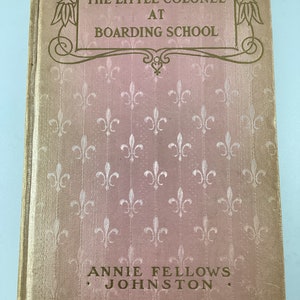 THE LITTLE COLONEL
AT
BOARDING SCHOOL
ANNIE FELLOWS
· JOHNSTON ·